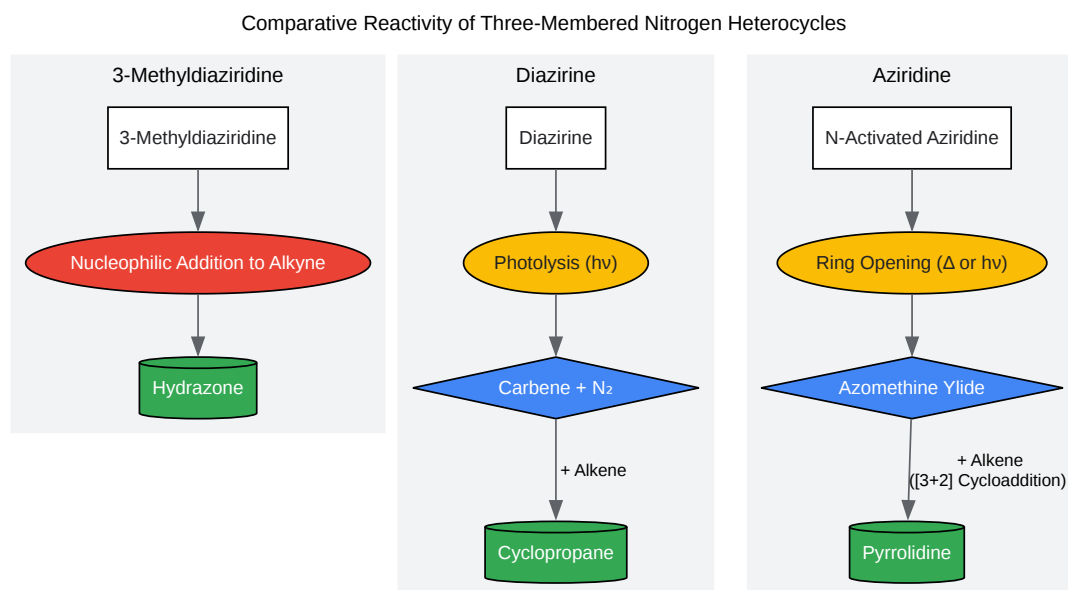 Comparative Reactivity of Three-Membered Nitrogen Heterocycles
3-Methyldiaziridine
3-Methyldiaziridine
Nucleophilic Addition to Alkyne
Hydrazone
Diazirine
Diazirine
Photolysis (hν)
Carbene + N₂
+ Alkene
Cyclopropane
Aziridine
N-Activated Aziridine
Ring Opening (Δ or hν)
Azomethine Ylide
+ Alkene
([3+2] Cycloaddition)
Pyrrolidine